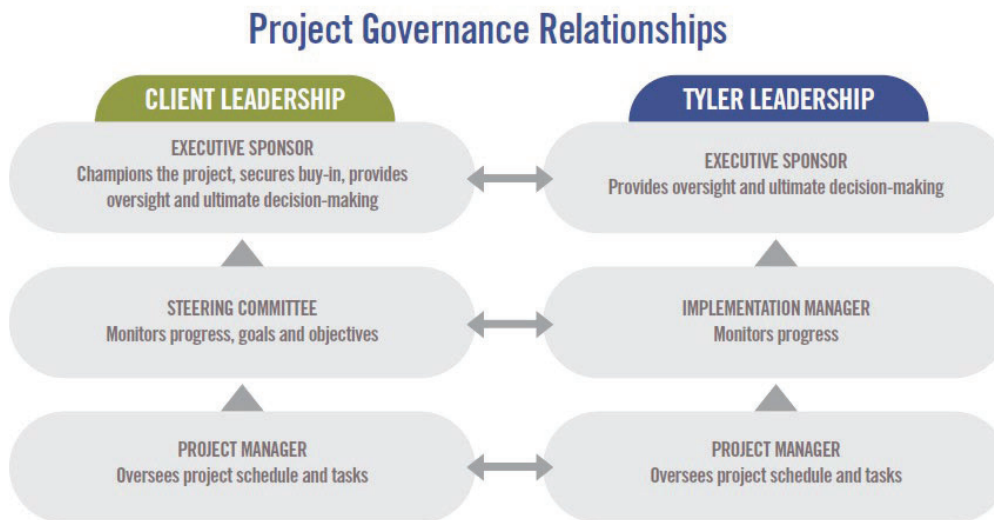 Project Governance Relationships
CLIENT LEADERSHIP
EXECUTIVE SPONSOR
Champions the project, secures buy-in, provides
oversight and ultimate decision-making
STEERING COMMITTEE
Monitors progress, goals and objectives
PROJECT MANAGER
Oversees project schedule and tasks
TYLER LEADERSHIP
EXECUTIVE SPONSOR
Provides oversight and ultimate decision-making
IMPLEMENTATION MANAGER
Monitors progress
PROJECT MANAGER
Oversees project schedule and tasks